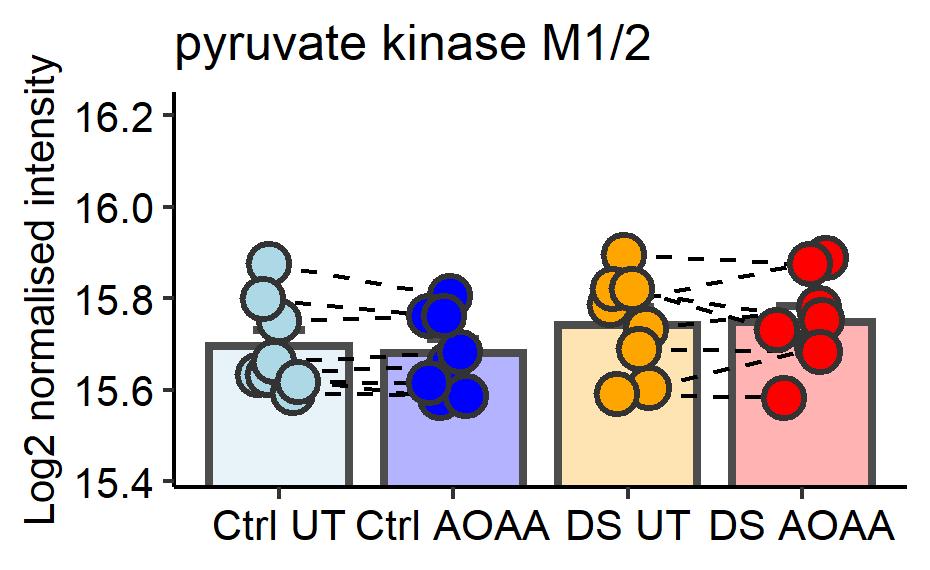 pyruvate kinase M1/2
Log2 normalised intensity
16.2
16.0
15.8
15.6
15.4
Ctrl UT Ctrl AOAA DS UT DS AOAA